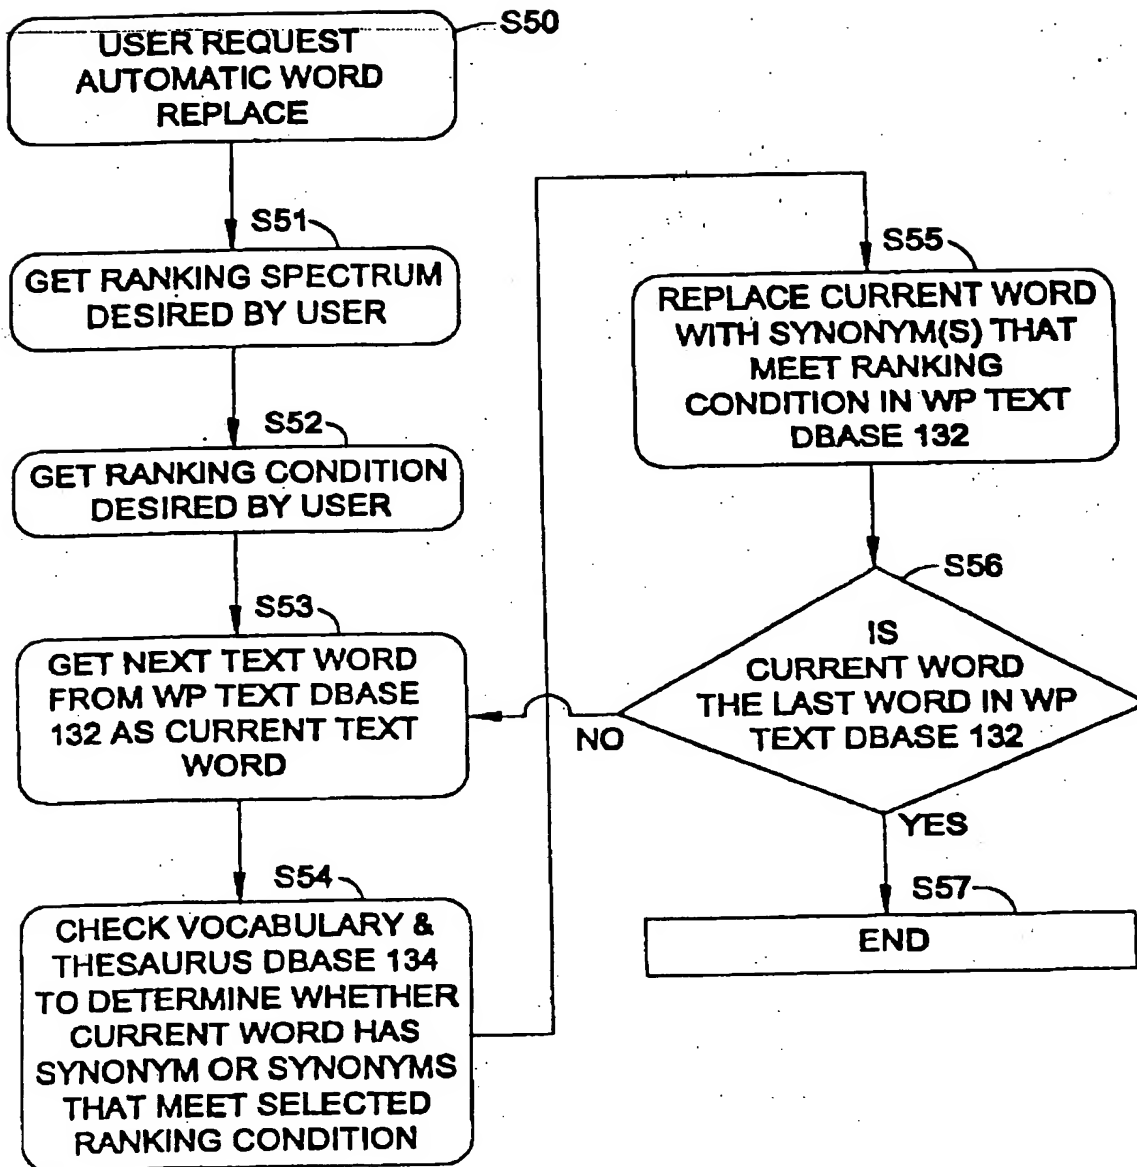 S50
USER REQUEST
AUTOMATIC WORD
REPLACE
S51
GET RANKING SPECTRUM
DESIRED BY USER
S52
GET RANKING CONDITION
DESIRED BY USER
S53
GET NEXT TEXT WORD
FROM WP TEXT DBASE
132 AS CURRENT TEXT
WORD
S54
CHECK VOCABULARY &
THESAURUS DBASE 134
TO DETERMINE WHETHER
CURRENT WORD HAS
SYNONYM OR SYNONYMS
THAT MEET SELECTED
RANKING CONDITION
S55
REPLACE CURRENT WORD
WITH SYNONYM(S) THAT
MEET RANKING
CONDITION IN WP TEXT
DBASE 132
S56
IS
CURRENT WORD
THE LAST WORD IN WP
TEXT DBASE 132
NO
YES
S57
END